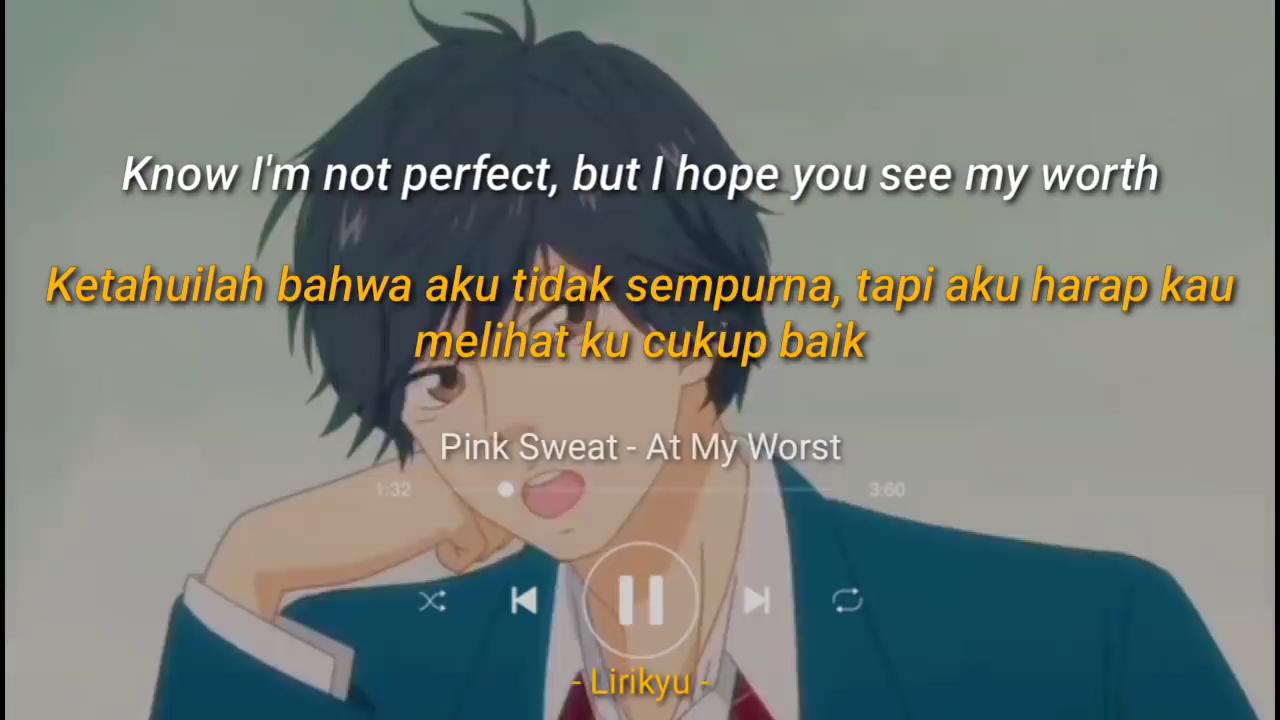 Know I'm not perfect, but I hope you see my worth
Ketahuilah bahwa aku tidak sempurna, tapi aku harap kau
melihat ku cukup baik
Pink Sweat - At My Worst
1:32 3:60
- Lirikyu -